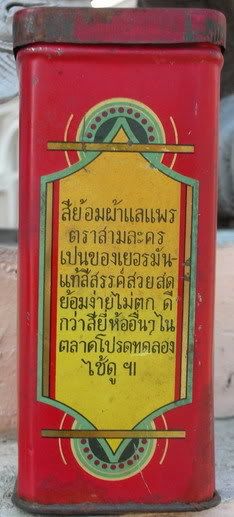 สีย้อมผ้าแลแพร
ตราสามละคร
เปนของเยอรมัน-
แท้สีสรรค์สวยสด
ย้อมง่ายไม่ตก ดี
กว่าสียี่ห้ออื่นๆใน
ตลาดโปรดทดลอง
ใช้ดู ฯ